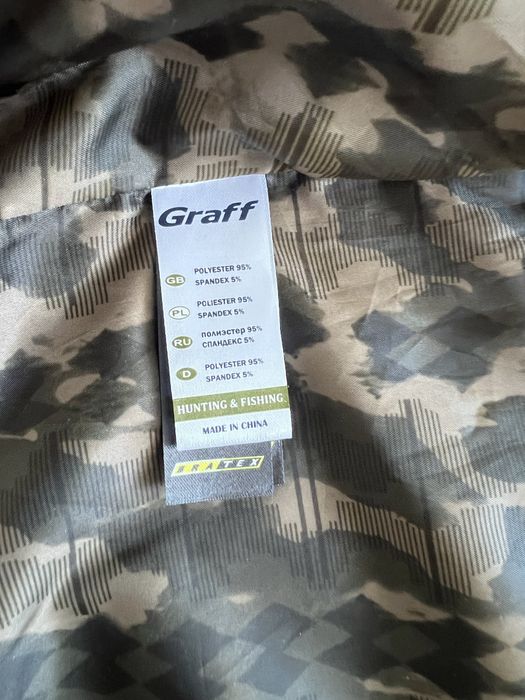 Graff
GB
POLYESTER 95%
SPANDEX 5%
PL
POLIESTER 95%
SPANDEX 5%
RU
полиэстер 95%
СПАНДЕКС 5%
D
POLYESTER 95%
SPANDEX 5%
HUNTING & FISHING
MADE IN CHINA
BRATEX